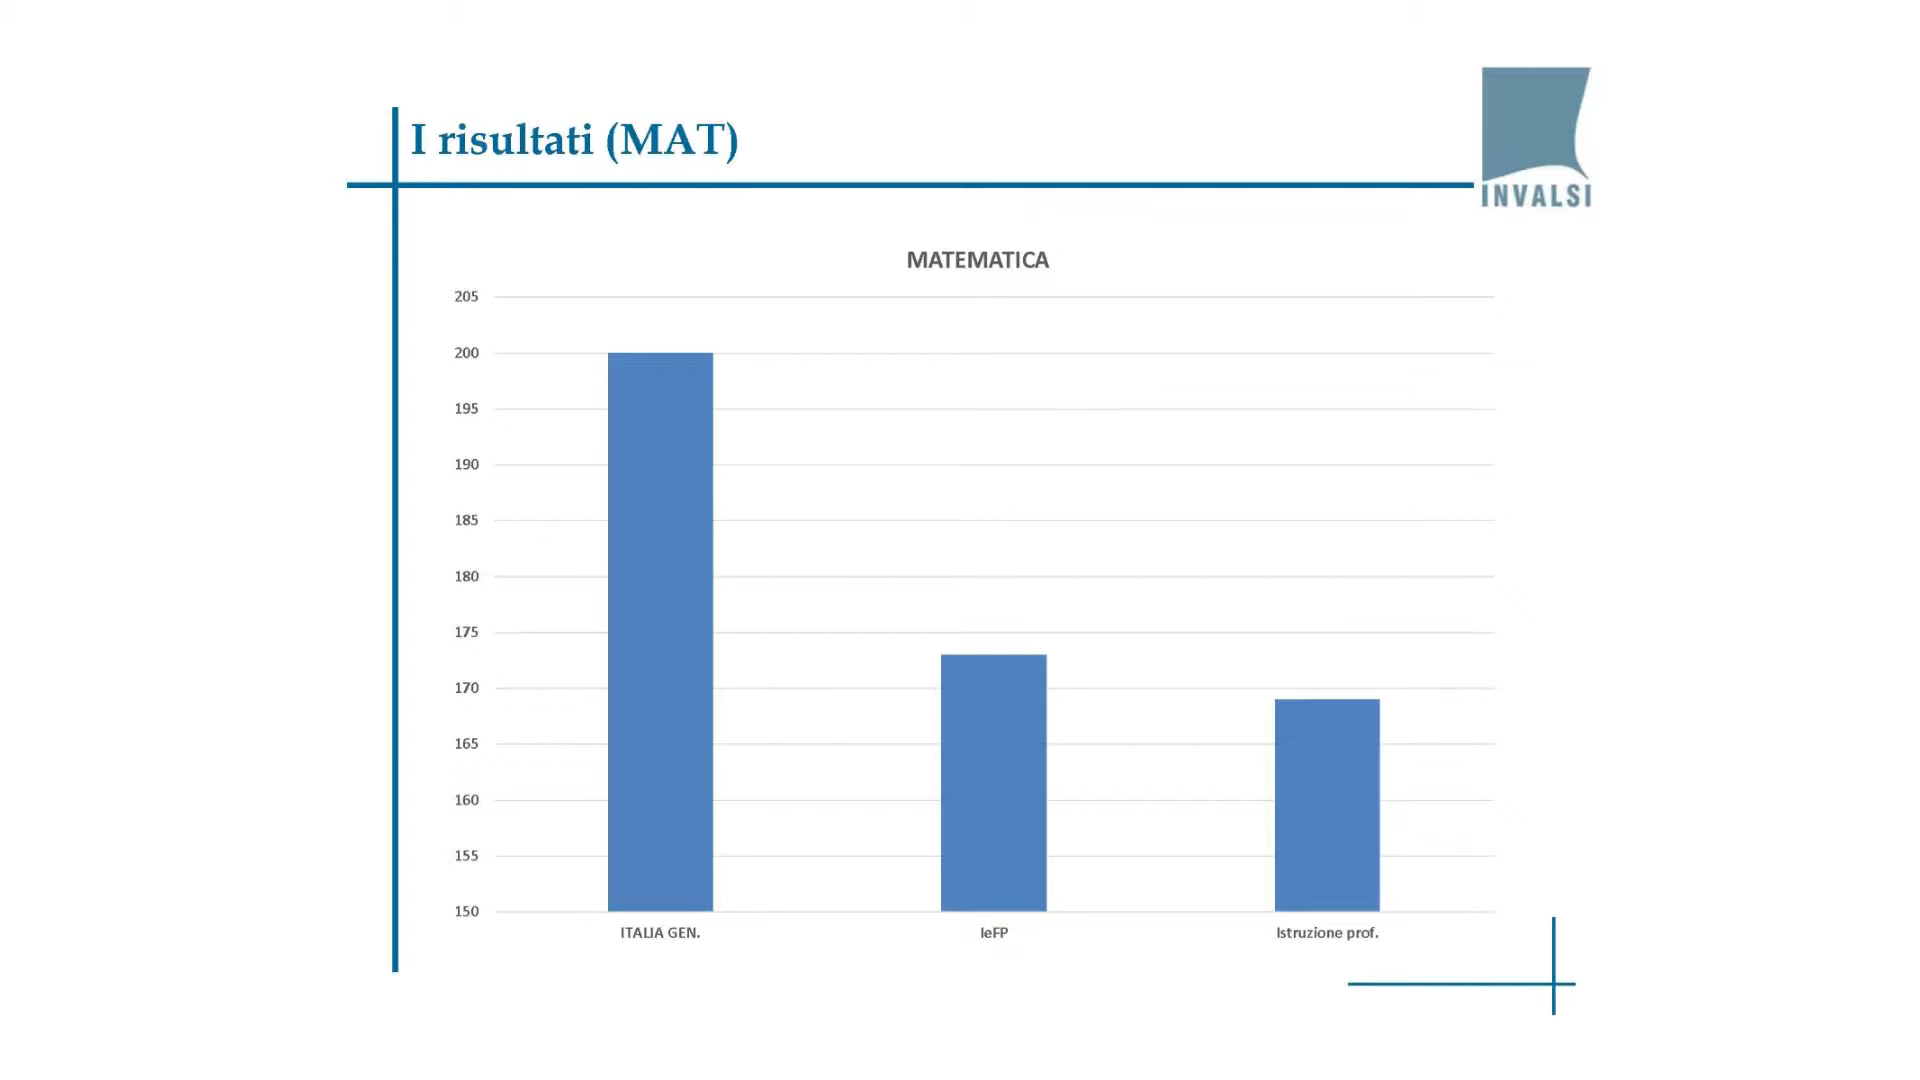 I risultati (MAT)
INVALSI
MATEMATICA
205
200
195
190
185
180
175
170
165
160
155
150
ITALIA GEN.
IeFP
Istruzione prof.